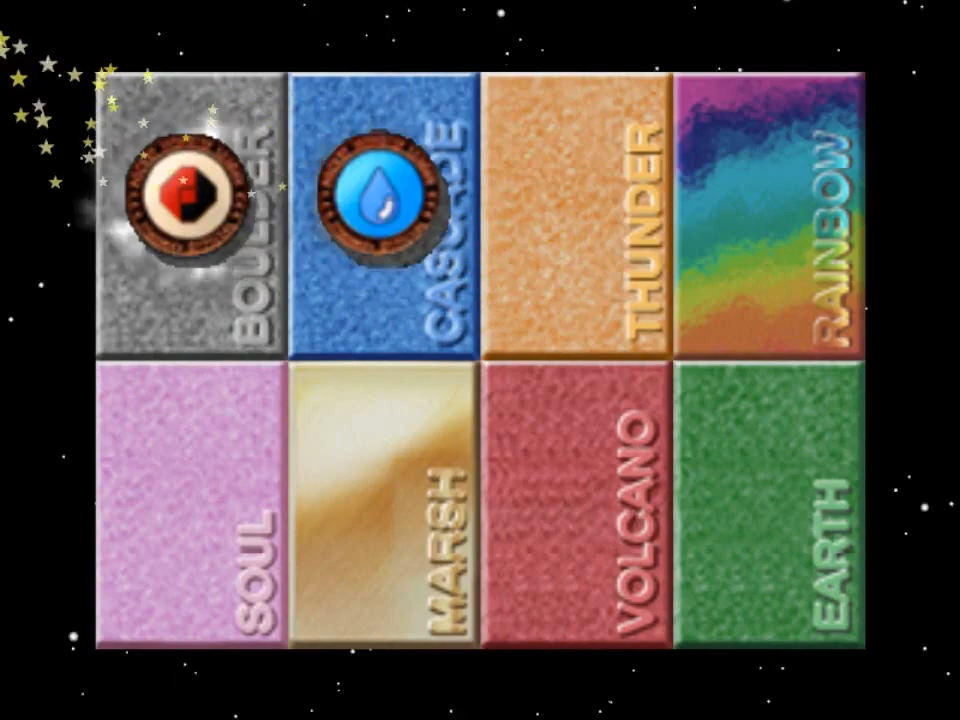 BOULDER
CASCADE
THUNDER
RAINBOW
SOUL
MARSH
VOLCANO
EARTH